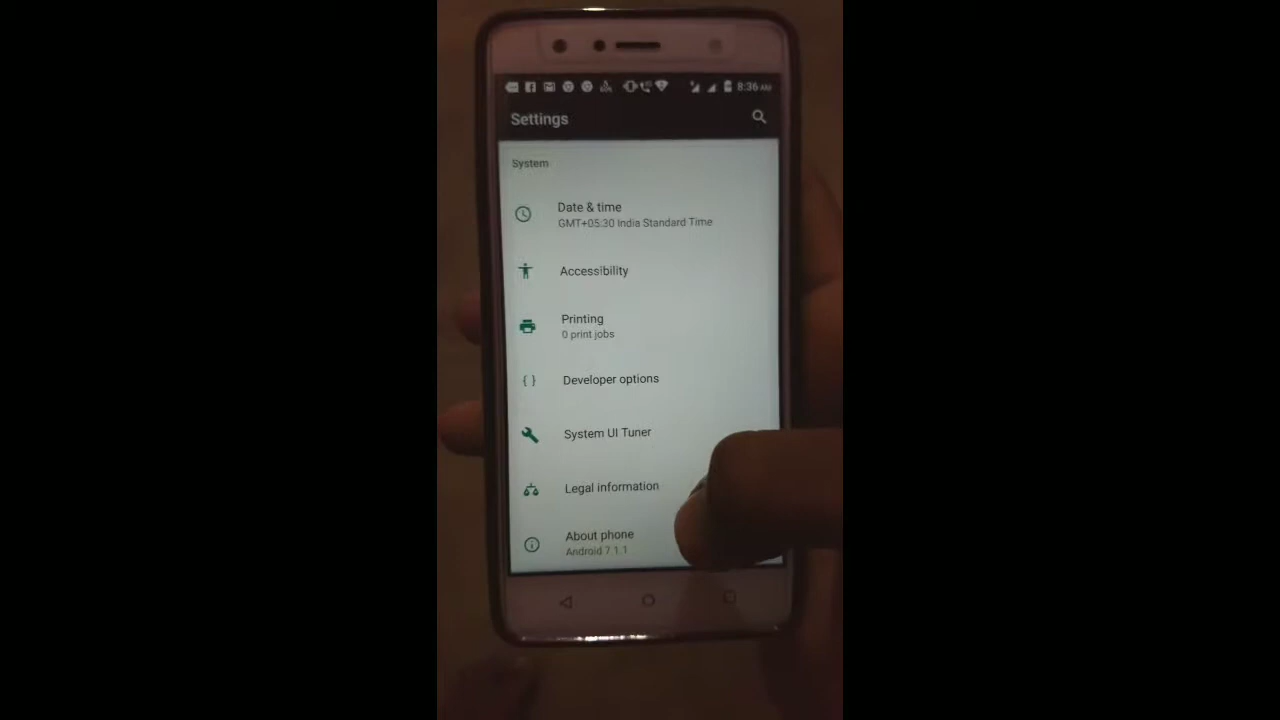 8:36 AM
Settings
System
Date & time
GMT+05:30 India Standard Time
Accessibility
Printing
0 print jobs
Developer options
System UI Tuner
Legal information
About phone
Android 7.1.1